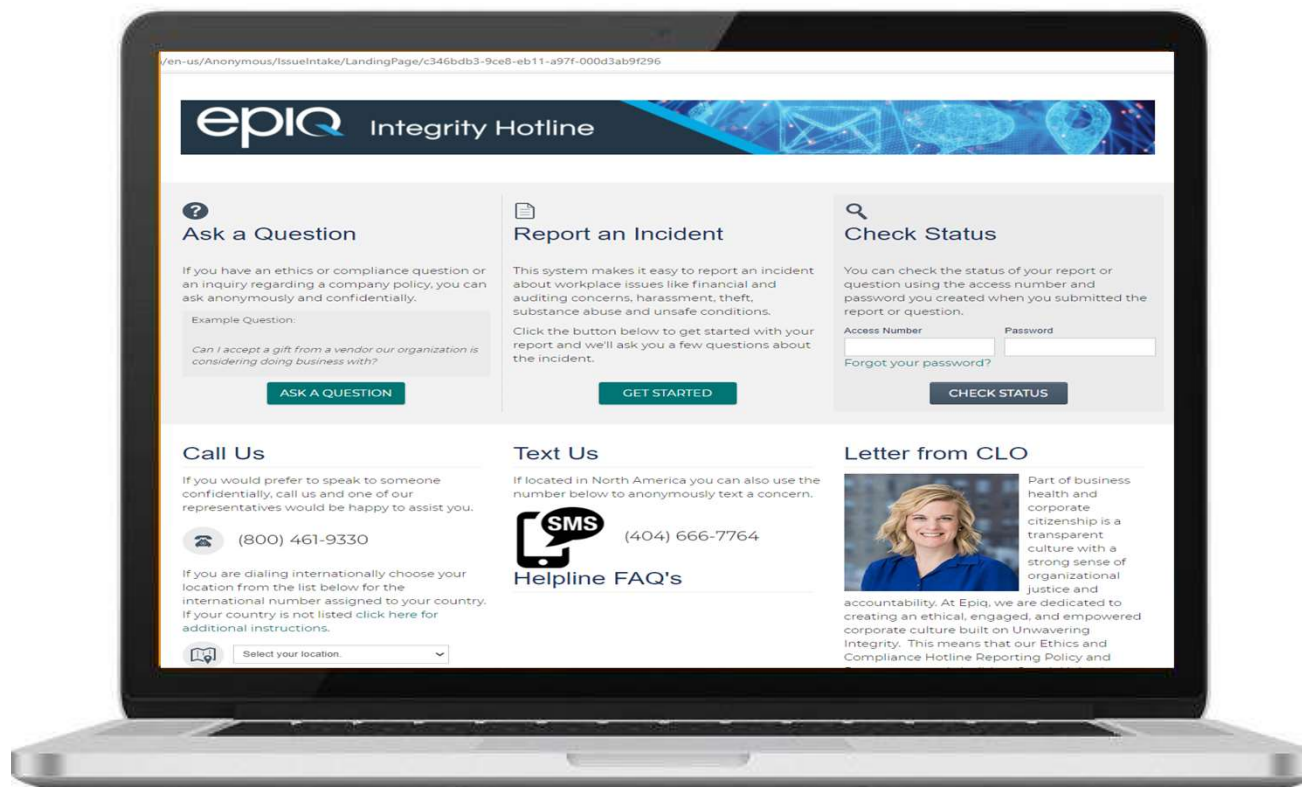 /en-us/Anonymous/IssueIntake/LandingPage/c346bdb3-9ce8-eb11-a97f-000d3ab9f296
epiq Integrity Hotline
Ask a Question
If you have an ethics or compliance question or
an inquiry regarding a company policy, you can
ask anonymously and confidentially.
Example Question:
Can I accept a gift from a vendor our organization is
considering doing business with?
ASK A QUESTION
Report an Incident
This system makes it easy to report an incident
about workplace issues like financial and
auditing concerns, harassment, theft,
substance abuse and unsafe conditions.
Click the button below to get started with your
report and we'll ask you a few questions about
the incident.
GET STARTED
Check Status
You can check the status of your report or
question using the access number and
password you created when you submitted the
report or question.
Access Number Password
Forgot your password?
CHECK STATUS
Call Us
If you would prefer to speak to someone
confidentially, call us and one of our
representatives would be happy to assist you.
(800) 461-9330
If you are dialing internationally choose your
location from the list below for the
international number assigned to your country.
If your country is not listed click here for
additional instructions.
Select your location.
Text Us
If located in North America you can also use the
number below to anonymously text a concern.
SMS
(404) 666-7764
Helpline FAQ's
Letter from CLO
Part of business
health and
corporate
citizenship is a
transparent
culture with a
strong sense of
organizational
justice and
accountability. At Epiq, we are dedicated to
creating an ethical, engaged, and empowered
corporate culture built on Unwavering
Integrity. This means that our Ethics and
Compliance Hotline Reporting Policy and